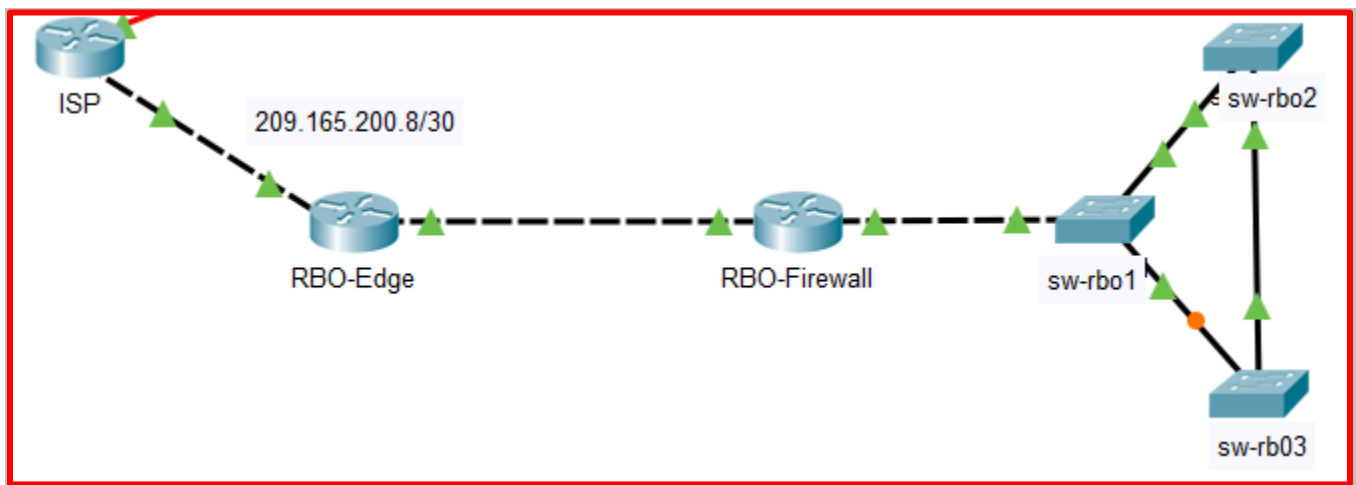 ISP
209.165.200.8/30
RBO-Edge
RBO-Firewall
sw-rbo1
sw-rbo2
sw-rb03